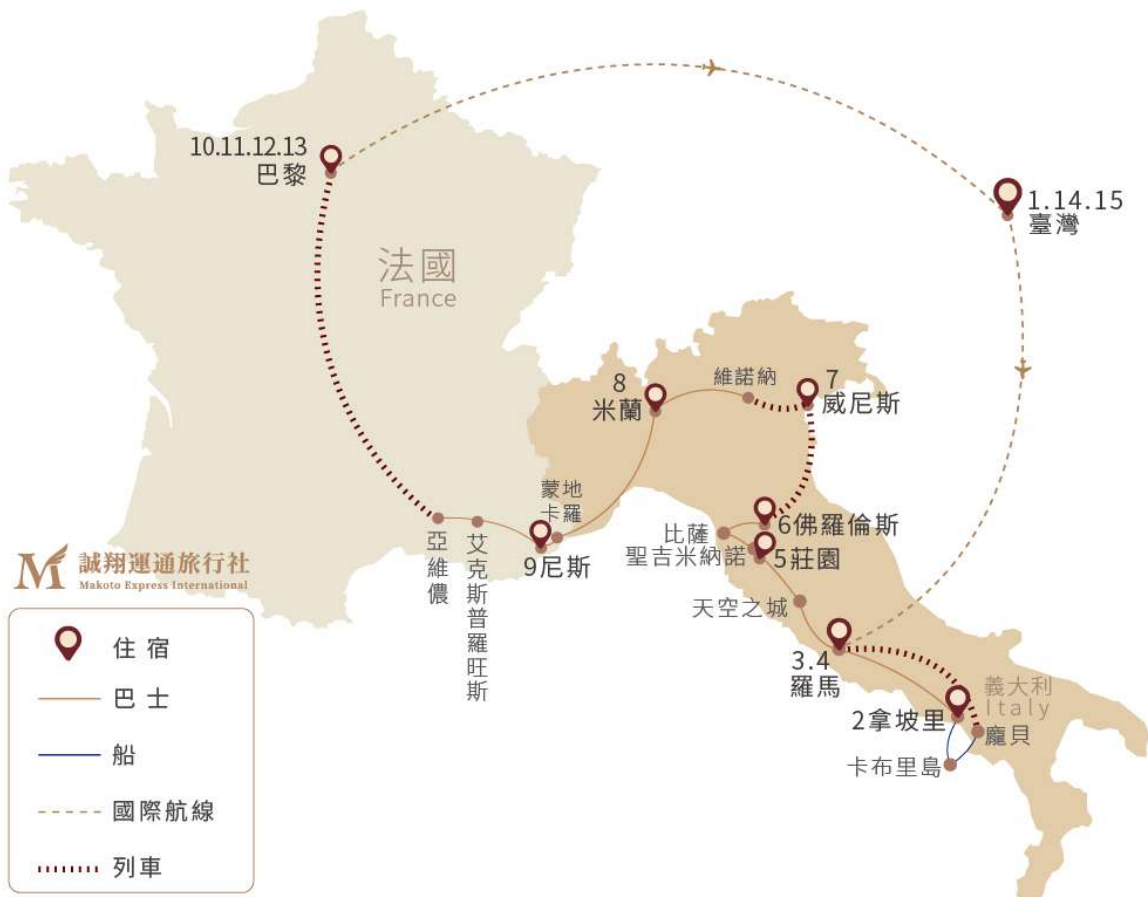 10.11.12.13
巴黎
1.14.15
臺灣
法國
France
維諾納
7
威尼斯
8
米蘭
蒙地
卡羅
亞維儂
艾克斯普羅旺斯
9尼斯
比薩
6佛羅倫斯
聖吉米納諾
5莊園
天空之城
3.4
羅馬
義大利
Italy
2拿坡里
龐貝
卡布里島
M 誠翔運通旅行社
Makoto Express International
住宿
巴士
船
國際航線
列車